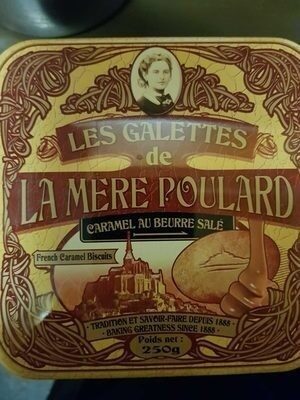 LES GALETTES
de
LA MERE POULARD
CARAMEL AU BEURRE SALÉ
French Caramel Biscuits
· TRADITION ET SAVOIR-FAIRE DEPUIS 1888 ·
· BAKING GREATNESS SINCE 1888 ·
Poids net :
250g